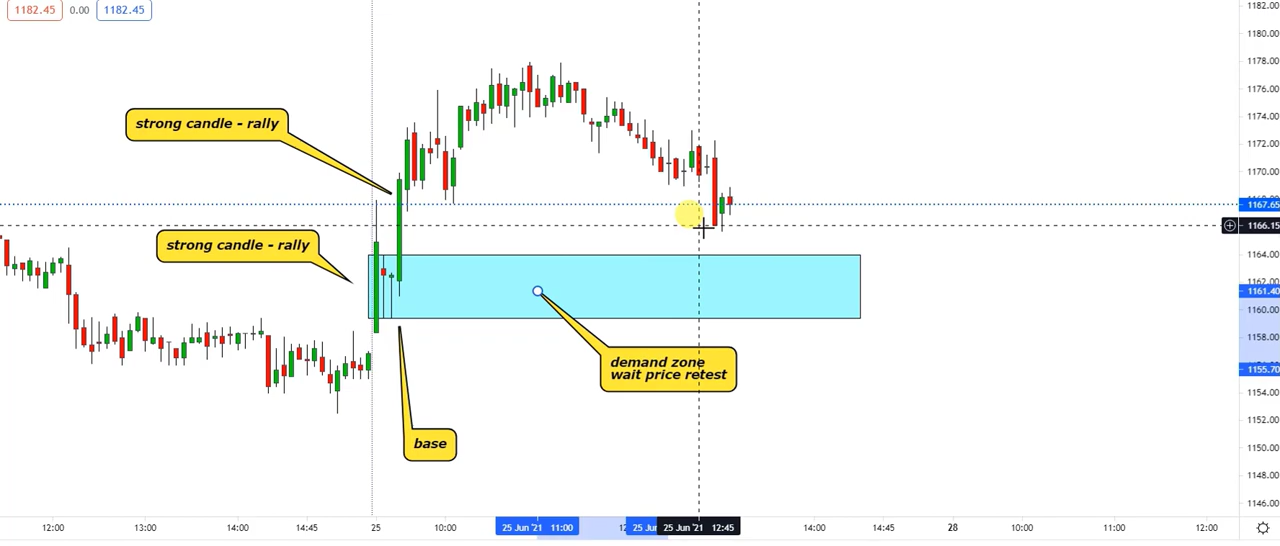 1182.45 0.00 1182.45
1182.00
1180.00
1178.00
1176.00
1174.00
1172.00
1170.00
1167.65
1166.15
1164.00
1161.40
1160.00
1158.00
1155.70
1154.00
1152.00
1150.00
1148.00
1146.00
strong candle - rally
strong candle - rally
demand zone
wait price retest
base
12:00 13:00 14:00 14:45 25 10:00 25 Jun '21 11:00 25 Jun '21 12:45 14:00 14:45 28 10:00 11:00 12:00